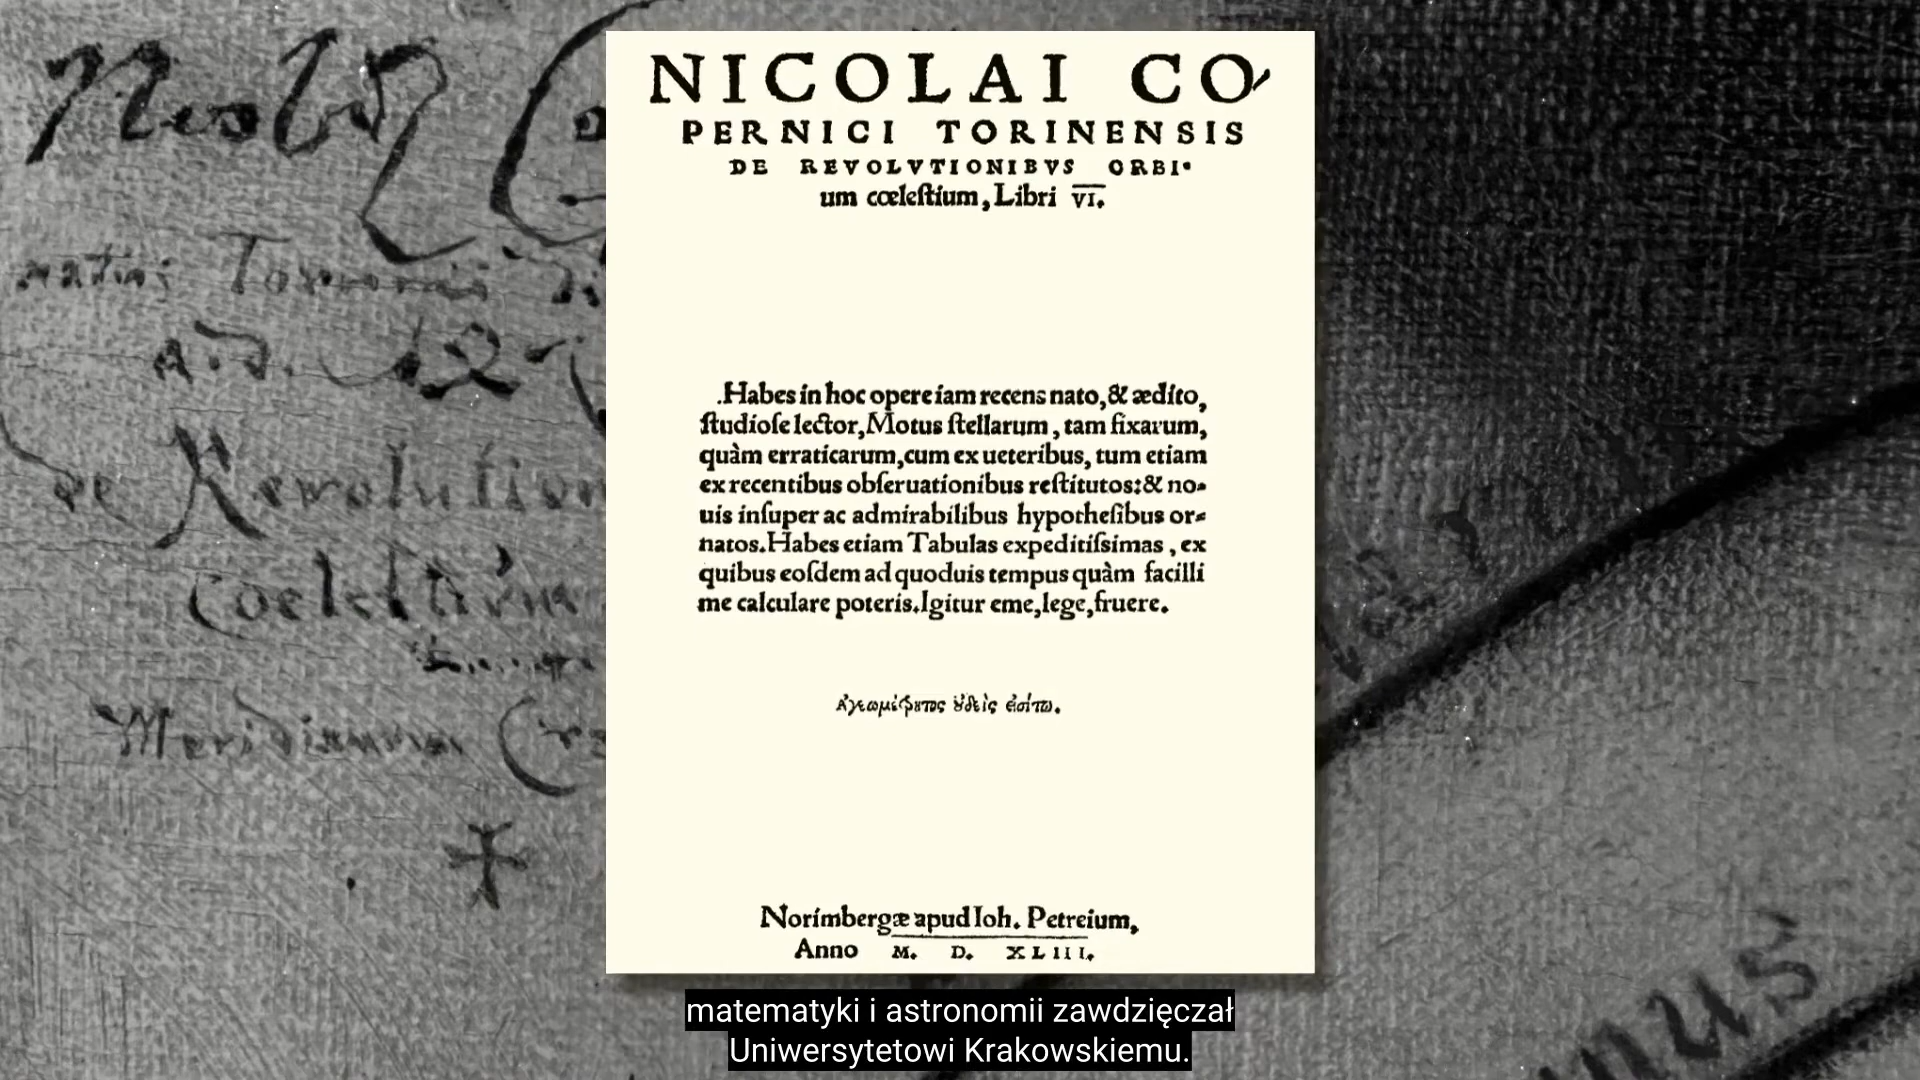 NICOLAI CO
PERNICI TORINENSIS
DE REVOLVTIONIBVS ORBI-
um cœleſtium, Libri VI.
Habes in hoc opere iam recens nato, & ædito,
ſtudioſe lector, Motus ſtellarum, tam fixarum,
quàm erraticarum, cum ex ueteribus, tum etiam
ex recentibus obſeruationibus reſtitutos: & no-
uis inſuper ac admirabilibus hypotheſibus or-
natos. Habes etiam Tabulas expeditiſsimas, ex
quibus eoſdem ad quoduis tempus quàm facilli
me calculare poteris. Igitur eme, lege, fruere.
Ἀγεωμέτρητος οὐδεὶς εἰσίτω.
Norimbergæ apud Ioh. Petreium,
Anno M. D. XLIII.
de Revolution
Coelestium
nus
matematyki i astronomii zawdzięczał
Uniwersytetowi Krakowskiemu.